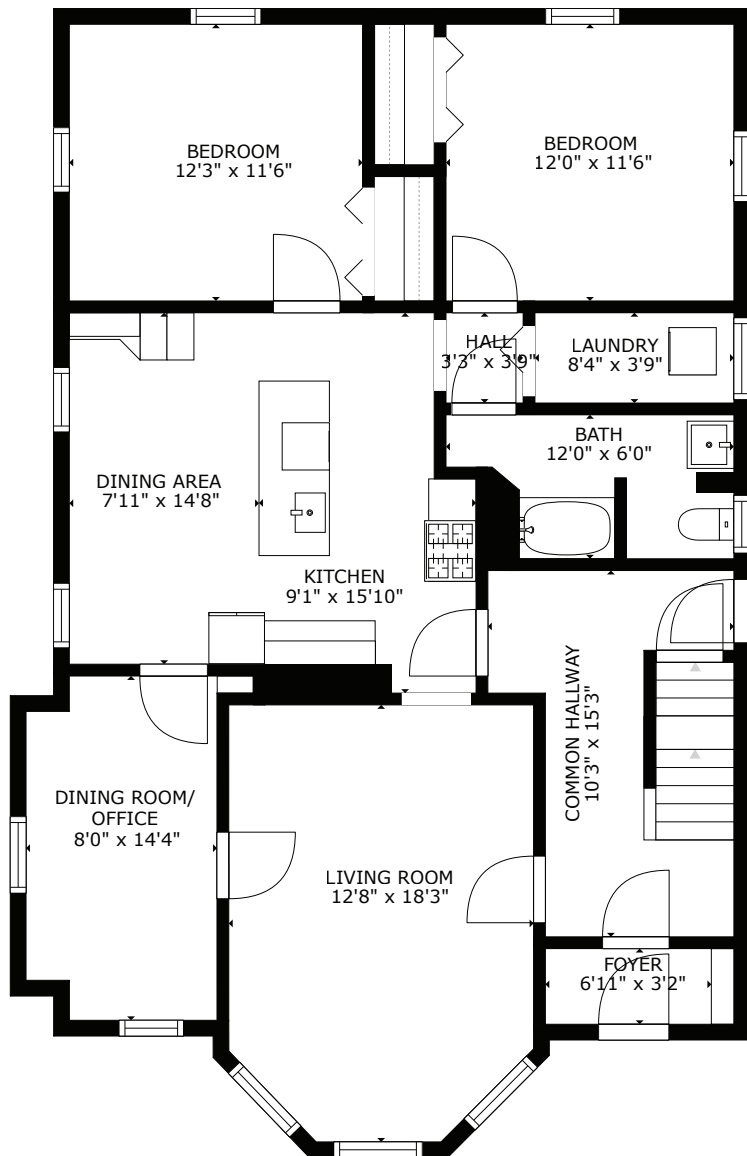 BEDROOM
12'3" x 11'6"
BEDROOM
12'0" x 11'6"
HALL
3'3" x 3'9"
LAUNDRY
8'4" x 3'9"
BATH
12'0" x 6'0"
DINING AREA
7'11" x 14'8"
KITCHEN
9'1" x 15'10"
COMMON HALLWAY
10'3" x 15'3"
DINING ROOM/
OFFICE
8'0" x 14'4"
LIVING ROOM
12'8" x 18'3"
FOYER
6'11" x 3'2"